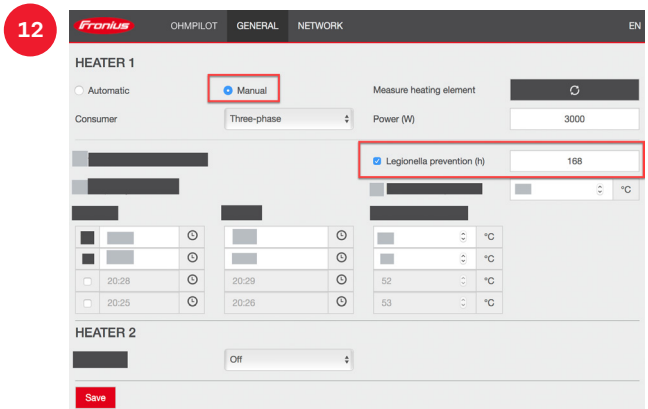 12
Fronius OHMPILOT GENERAL NETWORK EN
HEATER 1
Automatic Manual Measure heating element
Consumer Three-phase Power (W) 3000
Legionella prevention (h) 168
°C
°C
°C
20:28 20:29 52 °C
20:25 20:26 53 °C
HEATER 2
Off
Save